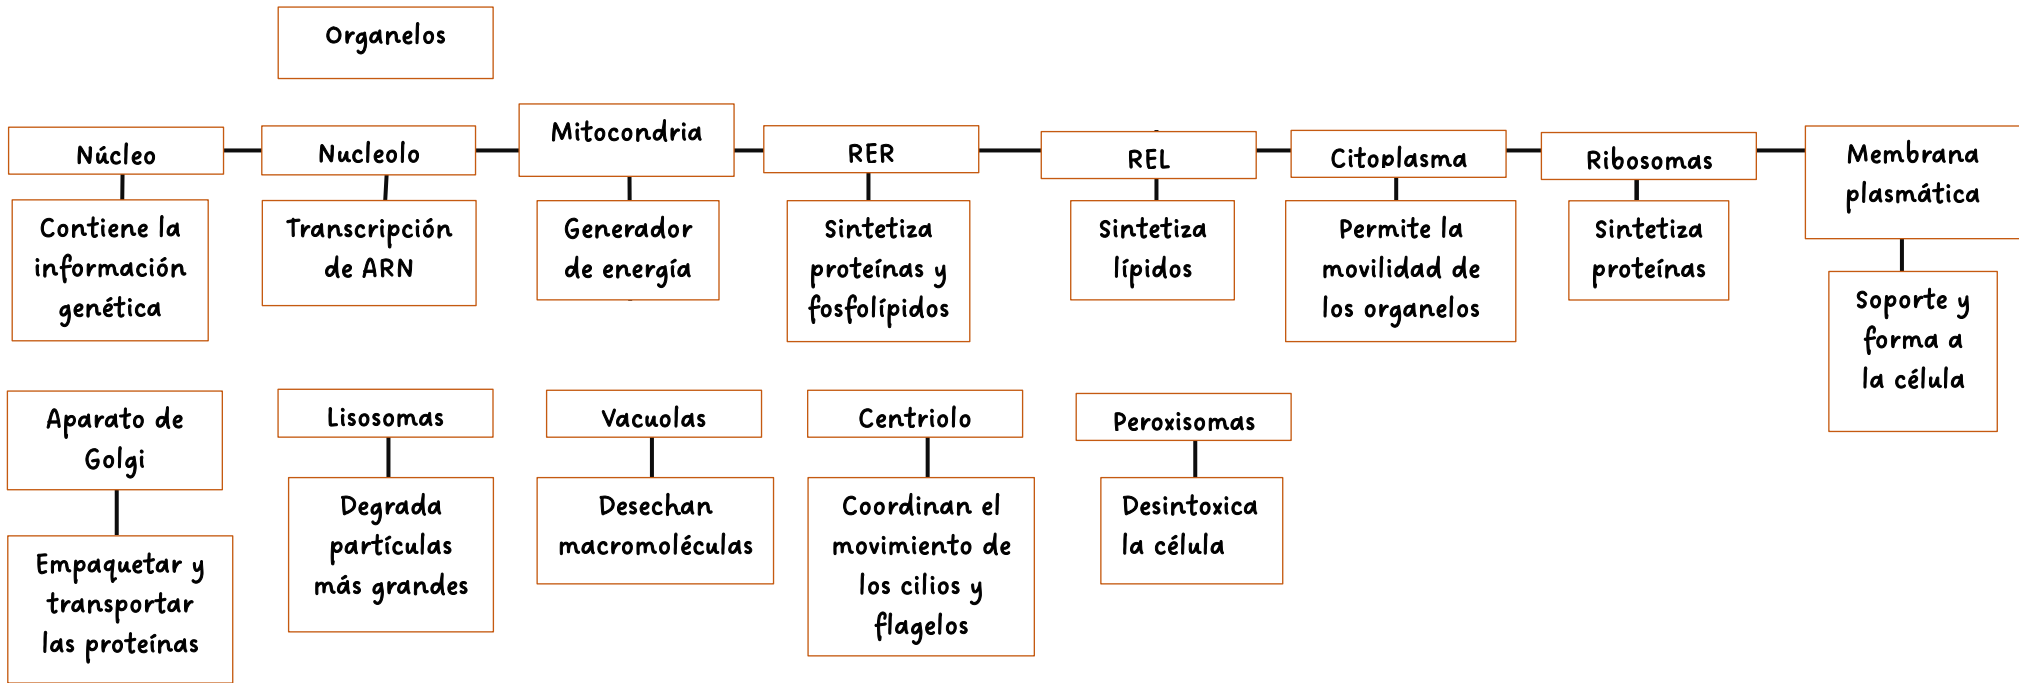 Organelos
Núcleo
Nucleolo
Mitocondria
RER
REL
Citoplasma
Ribosomas
Membrana
plasmática
Contiene la
información
genética
Transcripción
de ARN
Generador
de energía
Sintetiza
proteínas y
fosfolípidos
Sintetiza
lípidos
Permite la
movilidad de
los organelos
Sintetiza
proteínas
Soporte y
forma a
la célula
Aparato de
Golgi
Lisosomas
Vacuolas
Centriolo
Peroxisomas
Empaquetar y
transportar
las proteínas
Degrada
partículas
más grandes
Desechan
macromoléculas
Coordinan el
movimiento de
los cilios y
flagelos
Desintoxica
la célula